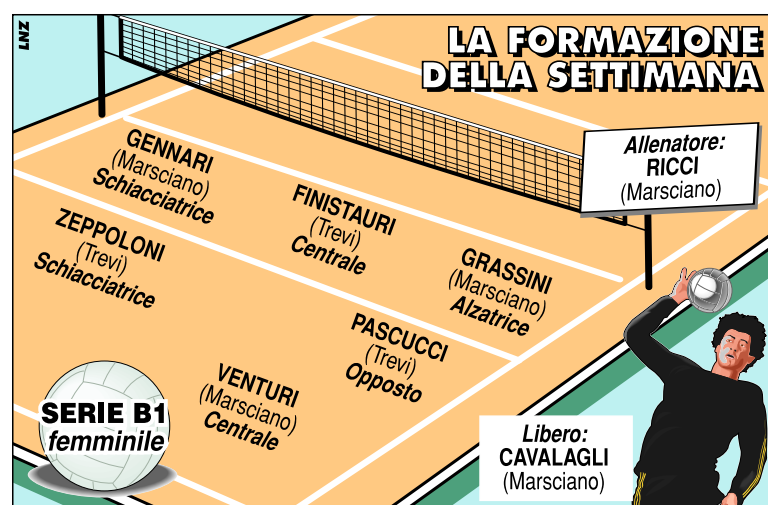 LNZ
LA FORMAZIONE
DELLA SETTIMANA
Allenatore:
RICCI
(Marsciano)
GENNARI
(Marsciano)
Schiacciatrice
FINISTAURI
(Trevi)
Centrale
GRASSINI
(Marsciano)
Alzatrice
ZEPPOLONI
(Trevi)
Schiacciatrice
PASCUCCI
(Trevi)
Opposto
VENTURI
(Marsciano)
Centrale
SERIE B1
femminile
Libero:
CAVALAGLI
(Marsciano)